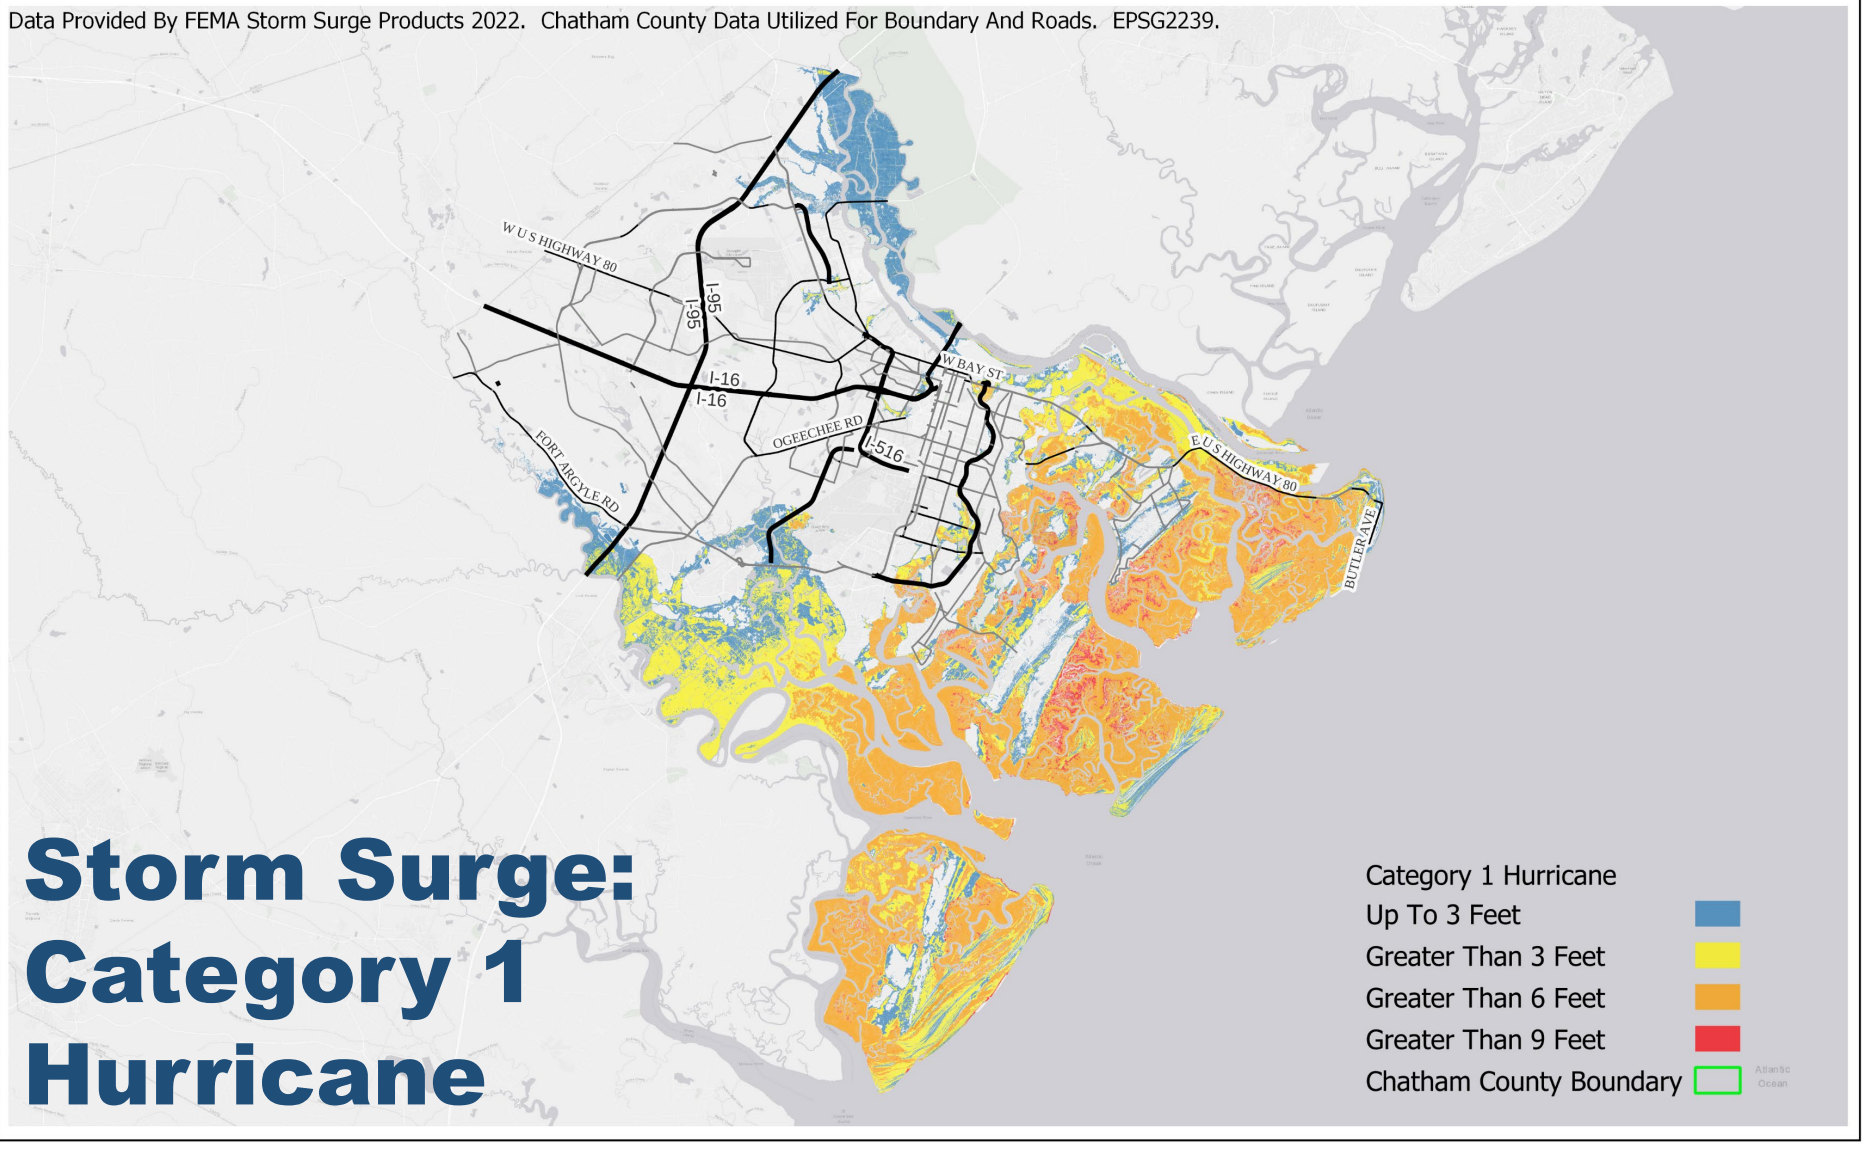 Data Provided By FEMA Storm Surge Products 2022.  Chatham County Data Utilized For Boundary And Roads.  EPSG2239.
W U S HIGHWAY 80
I-95
I-95
W BAY ST
I-16
I-16
OGEECHEE RD
I-516
FORT ARGYLE RD
E U S HIGHWAY 80
BUTLER AVE
Storm Surge:
Category 1
Hurricane
Category 1 Hurricane
Up To 3 Feet
Greater Than 3 Feet
Greater Than 6 Feet
Greater Than 9 Feet
Chatham County Boundary
Atlantic
Ocean